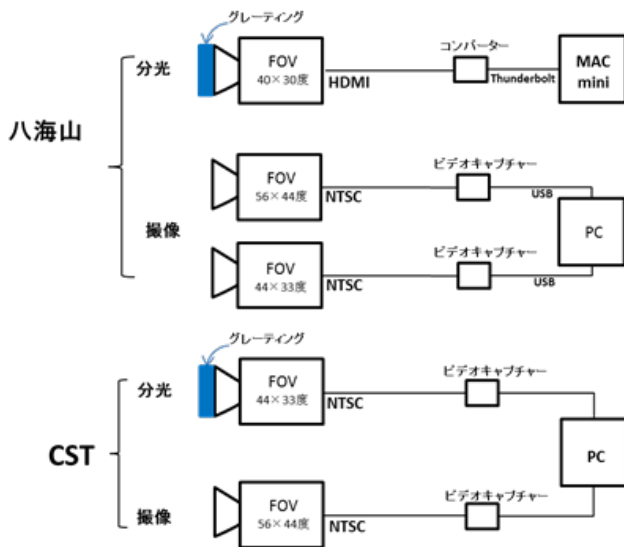 グレーティング
分光
FOV
40×30度
HDMI
コンバーター
Thunderbolt
MAC
mini
八海山
FOV
56×44度
NTSC
ビデオキャプチャー
USB
PC
撮像
FOV
44×33度
NTSC
ビデオキャプチャー
USB
グレーティング
分光
FOV
44×33度
NTSC
ビデオキャプチャー
CST
PC
撮像
FOV
56×44度
NTSC
ビデオキャプチャー